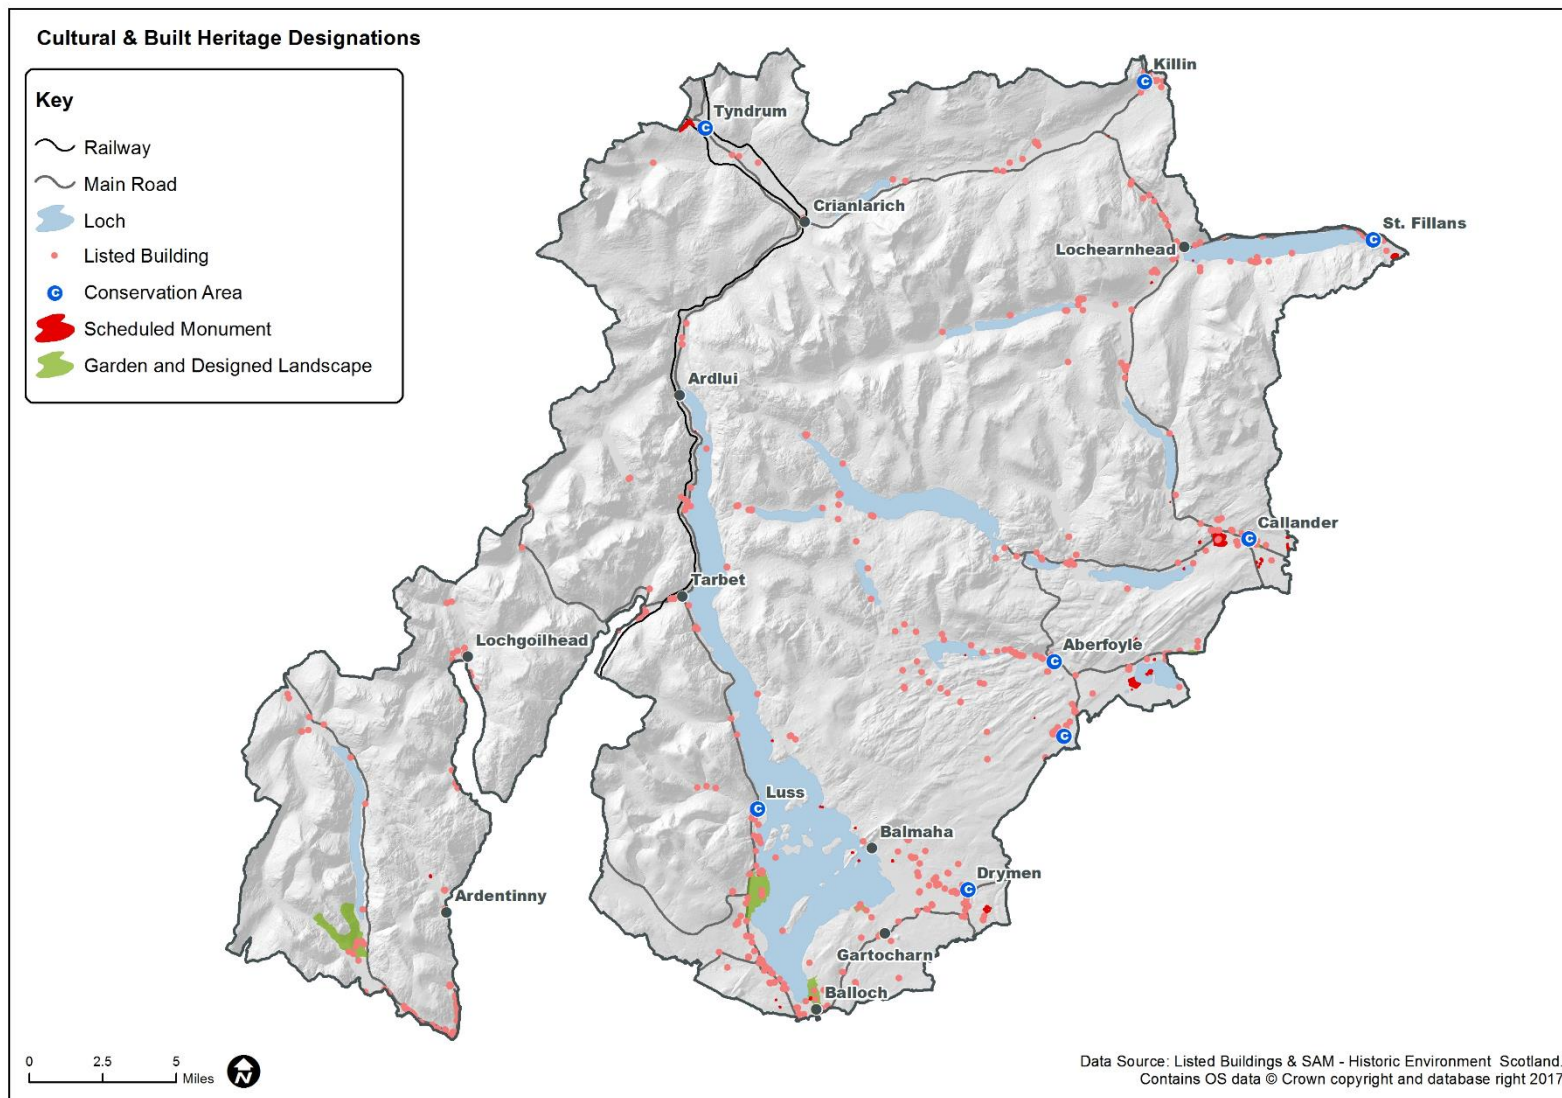 Cultural & Built Heritage Designations
Key
Railway
Main Road
Loch
Listed Building
C Conservation Area
Scheduled Monument
Garden and Designed Landscape
Killin
C
Tyndrum
C
Crianlarich
St. Fillans
C
Lochearnhead
Ardlui
Callander
C
Tarbet
Lochgoilhead
Aberfoyle
C
C
Luss
C
Balmaha
Drymen
C
Ardentinny
Gartocharn
Balloch
0 2.5 5
Miles
N
Data Source: Listed Buildings & SAM - Historic Environment Scotland.
Contains OS data © Crown copyright and database right 2017